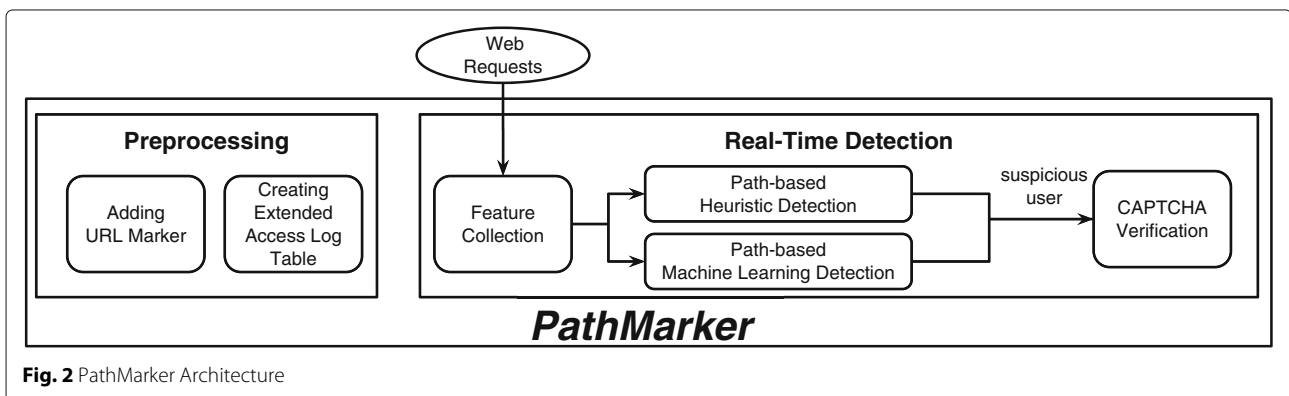 Web
Requests
Preprocessing
Real-Time Detection
Adding
URL Marker
Creating
Extended
Access Log
Table
Feature
Collection
Path-based
Heuristic Detection
Path-based
Machine Learning Detection
suspicious
user
CAPTCHA
Verification
PathMarker
Fig. 2 PathMarker Architecture